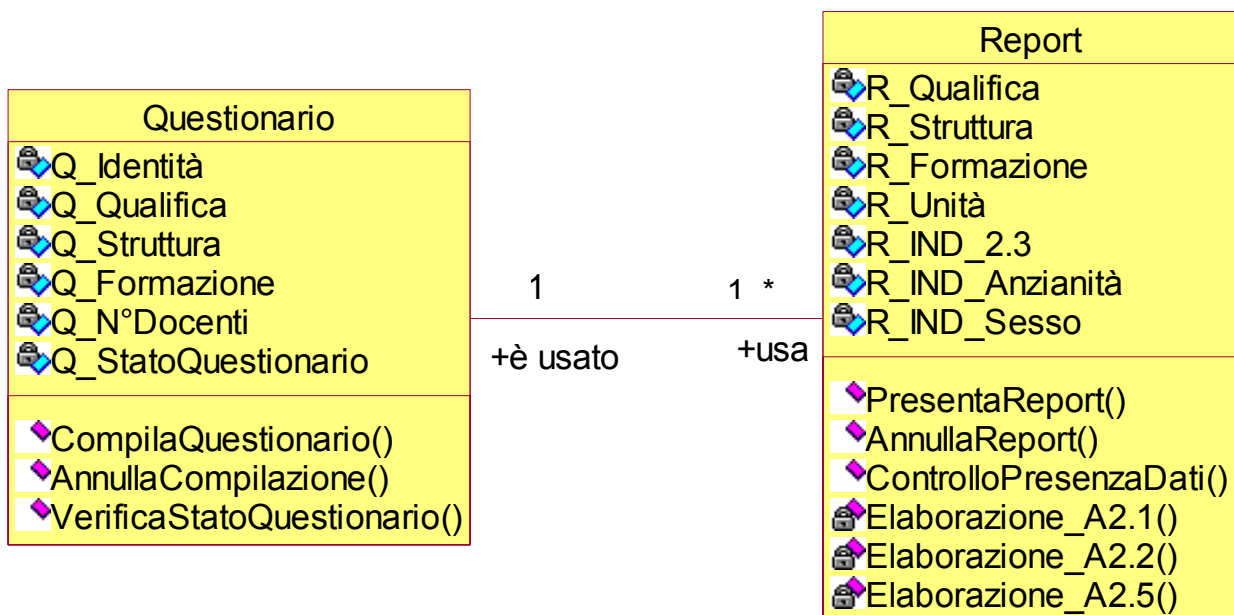 Questionario
Q_Identità
Q_Qualifica
Q_Struttura
Q_Formazione
Q_N°Docenti
Q_StatoQuestionario
CompilaQuestionario()
AnnullaCompilazione()
VerificaStatoQuestionario()
1
+è usato
1 *
+usa
Report
R_Qualifica
R_Struttura
R_Formazione
R_Unità
R_IND_2.3
R_IND_Anzianità
R_IND_Sesso
PresentaReport()
AnnullaReport()
ControlloPresenzaDati()
Elaborazione_A2.1()
Elaborazione_A2.2()
Elaborazione_A2.5()